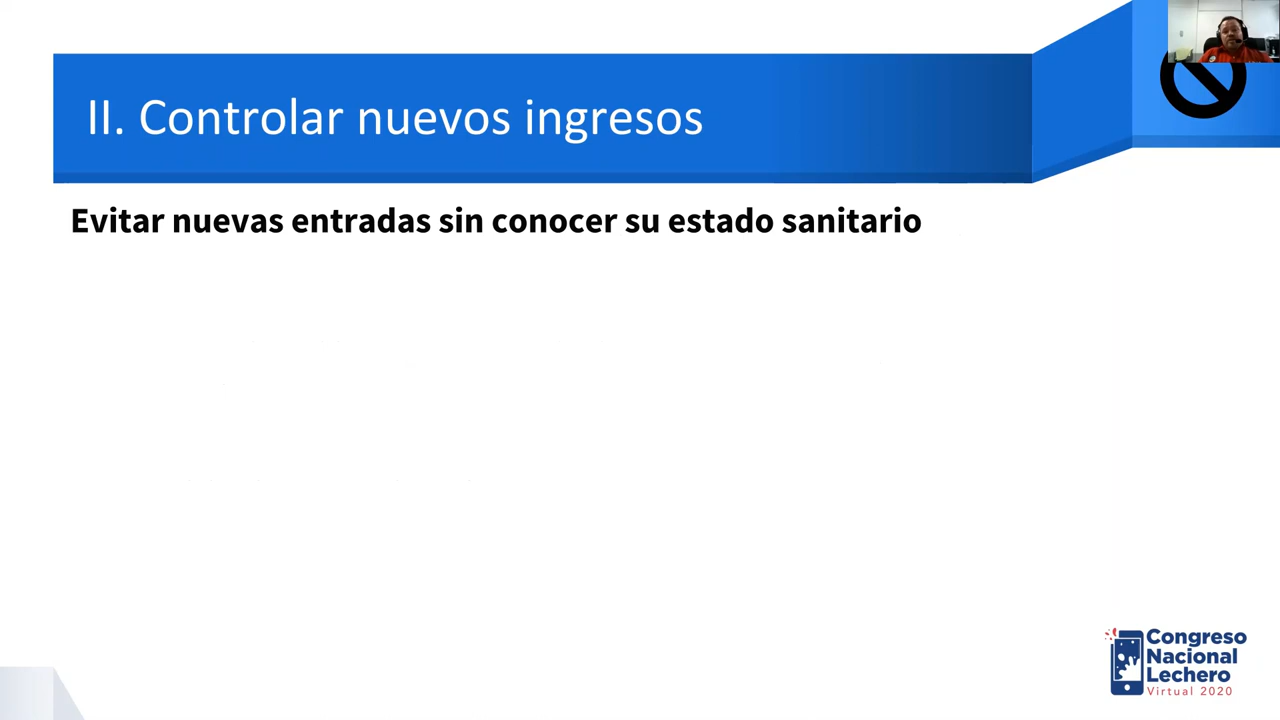 II. Controlar nuevos ingresos
Evitar nuevas entradas sin conocer su estado sanitario
Congreso
Nacional
Lechero
Virtual 2020